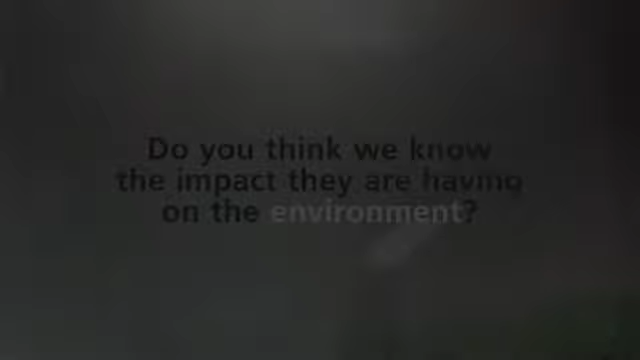 Do you think we know
the impact they are having
on the environment?